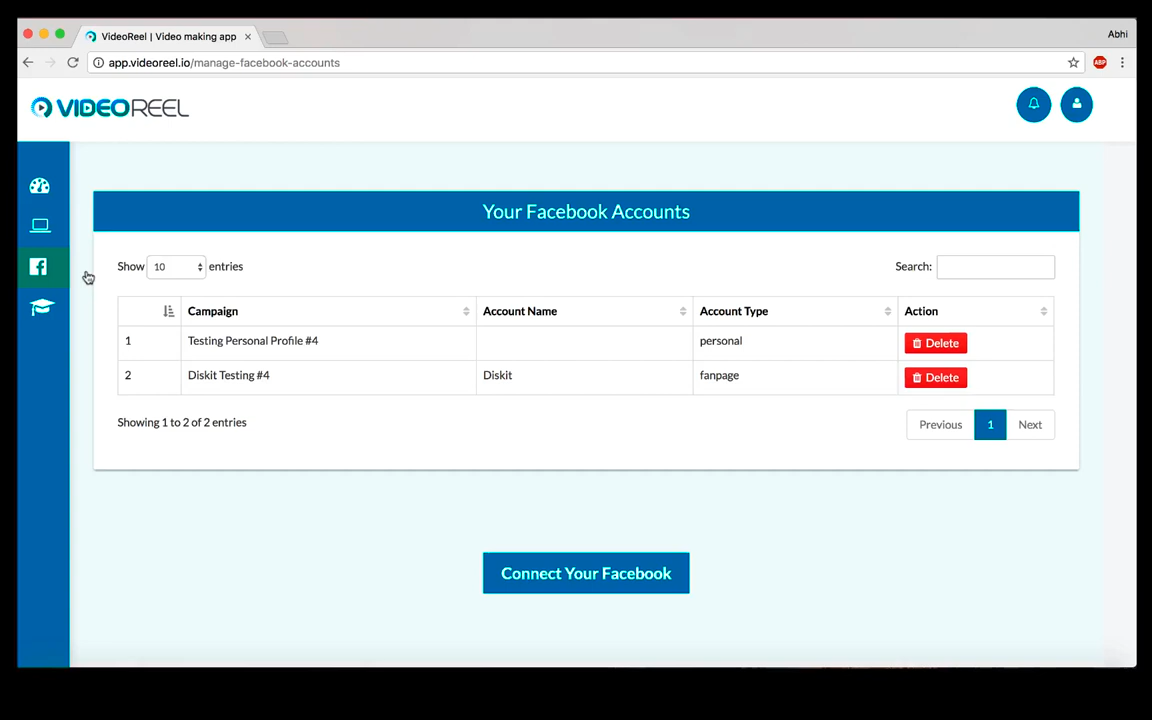 VideoReel | Video making app
Abhi
app.videoreel.io/manage-facebook-accounts
ABP
VIDEOREEL
Your Facebook Accounts
Show 10 entries
Search:
Campaign Account Name Account Type Action
1 Testing Personal Profile #4 personal Delete
2 Diskit Testing #4 Diskit fanpage Delete
Showing 1 to 2 of 2 entries
Previous 1 Next
Connect Your Facebook